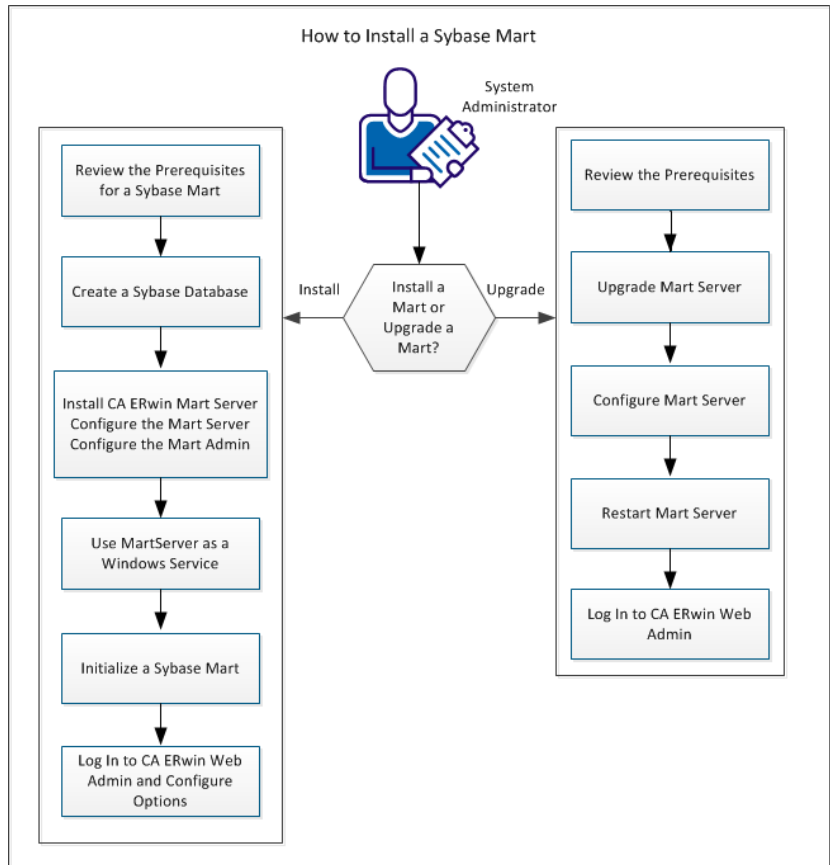 How to Install a Sybase Mart
System
Administrator
Install a
Mart or
Upgrade a
Mart?
Install
Upgrade
Review the Prerequisites
for a Sybase Mart
Create a Sybase Database
Install CA ERwin Mart Server
Configure the Mart Server
Configure the Mart Admin
Use MartServer as a
Windows Service
Initialize a Sybase Mart
Log In to CA ERwin Web
Admin and Configure
Options
Review the Prerequisites
Upgrade Mart Server
Configure Mart Server
Restart Mart Server
Log In to CA ERwin Web
Admin